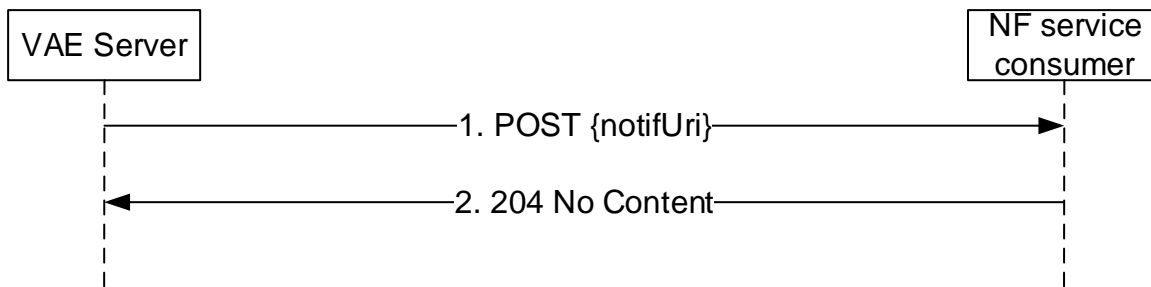 VAE Server
NF service
consumer
1. POST {notifUri}
2. 204 No Content